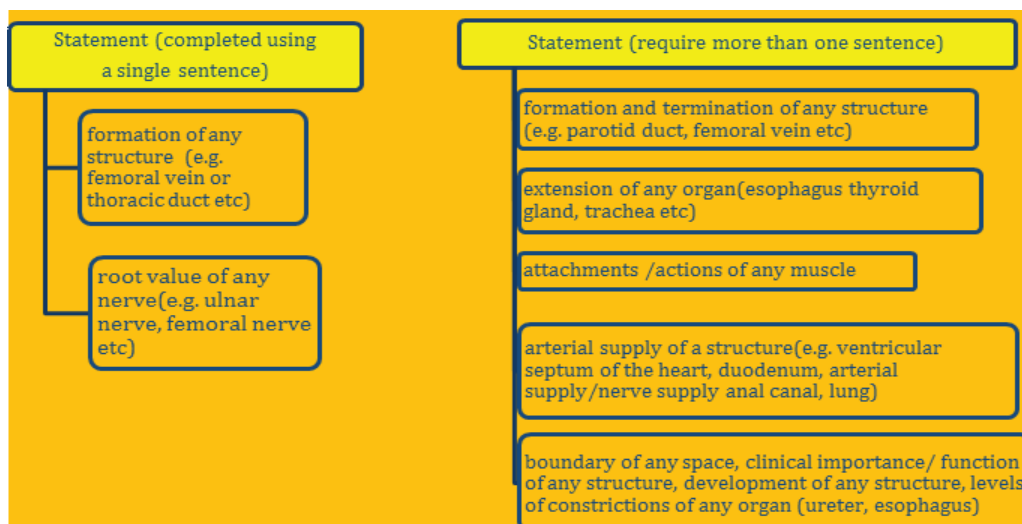 Statement (completed using
a single sentence)
formation of any
structure (e.g.
femoral vein or
thoracic duct etc)
root value of any
nerve(e.g. ulnar
nerve, femoral nerve
etc)
Statement (require more than one sentence)
formation and termination of any structure
(e.g. parotid duct, femoral vein etc)
extension of any organ(esophagus thyroid
gland, trachea etc)
attachments /actions of any muscle
arterial supply of a structure(e.g. ventricular
septum of the heart, duodenum, arterial
supply/nerve supply anal canal, lung)
boundary of any space, clinical importance/ function
of any structure, development of any structure, levels
of constrictions of any organ (ureter, esophagus)